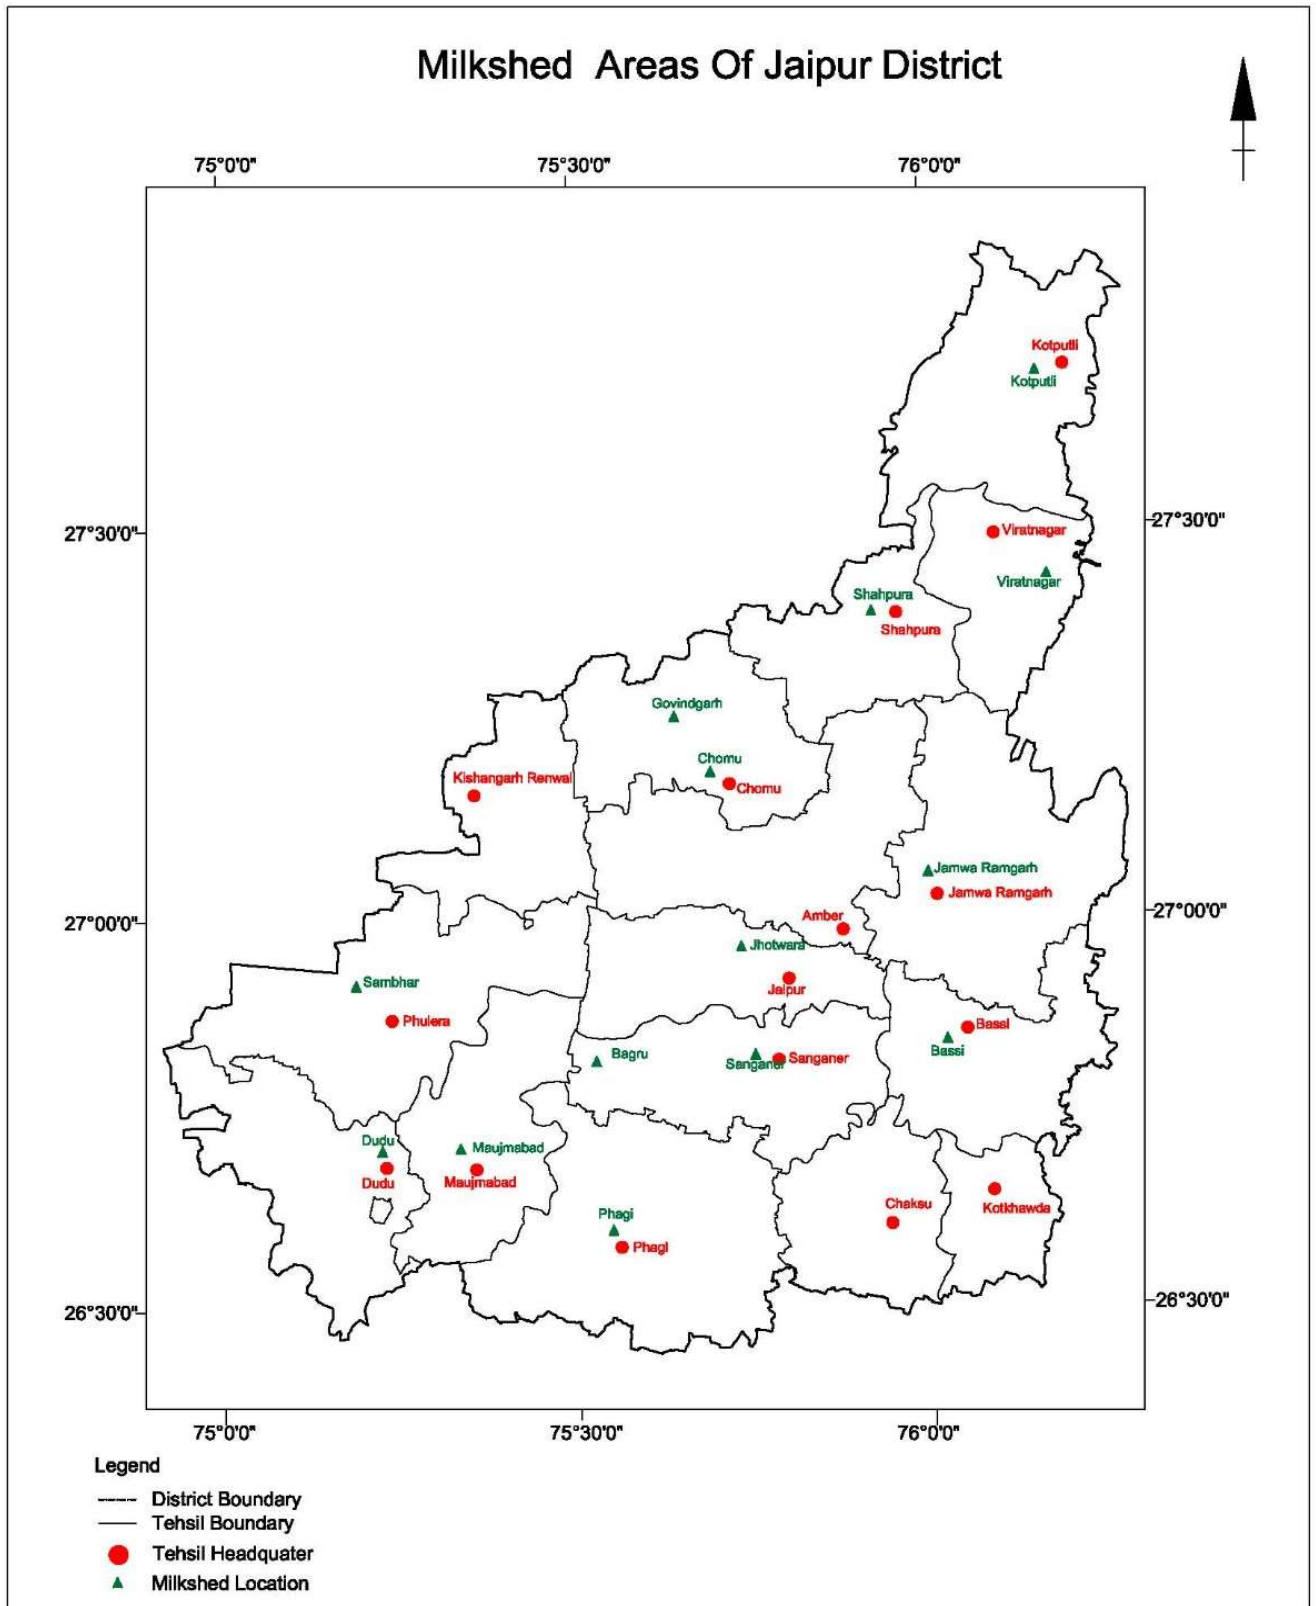 Milkshed Areas Of Jaipur District
75°0'0" 75°30'0" 76°0'0"
Kotputli
Kotputli
27°30'0" 27°30'0"
Viratnagar
Viratnagar
Shahpura
Shahpura
Govindgarh
Chomu
Chomu
Kishangarh Renwal
Jamwa Ramgarh
Jamwa Ramgarh
27°00'0" 27°00'0"
Amber
Jhotwara
Jaipur
Sambhar
Phulera
Bassi
Bassi
Bagru
Sanganer
Sanganer
Dudu
Dudu
Maujmabad
Maujmabad
Chaksu
Kotkhawda
Phagi
Phagi
26°30'0" 26°30'0"
75°0'0" 75°30'0" 76°0'0"
Legend
District Boundary
Tehsil Boundary
Tehsil Headquater
Milkshed Location